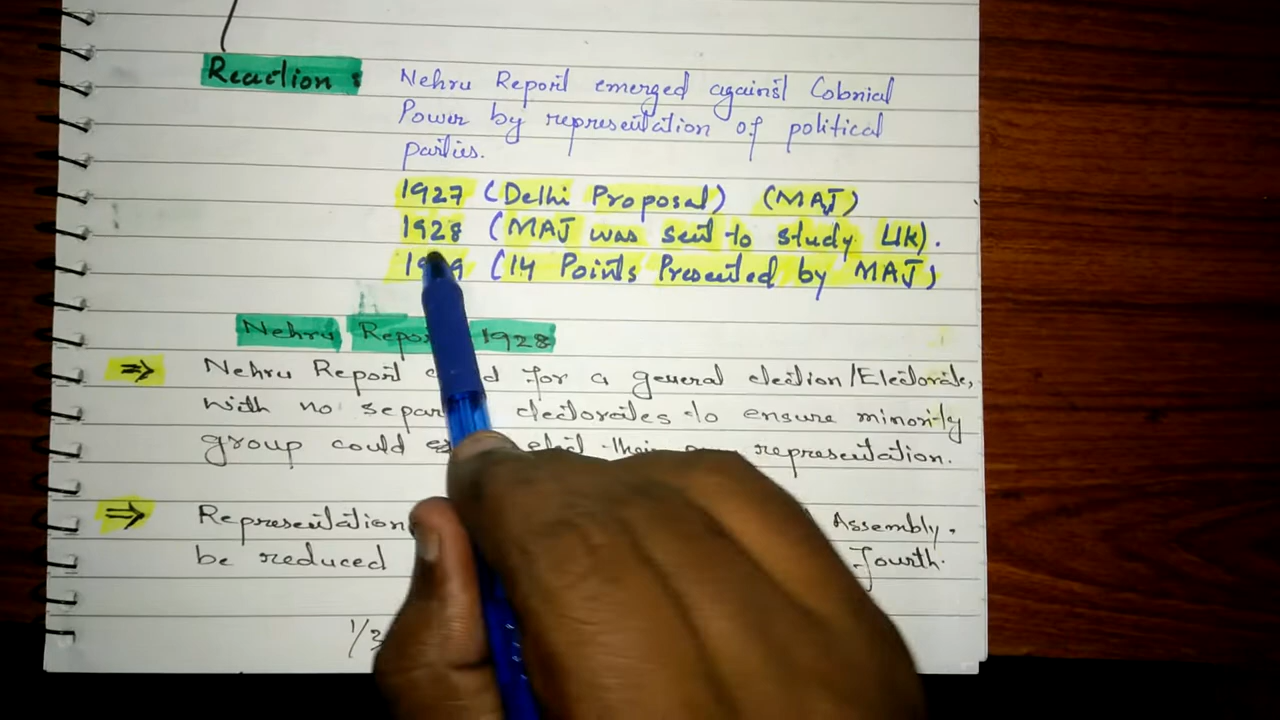 Reaction :
Nehru Report emerged against Colonial
Power by representation of political
parties.
1927 (Delhi Proposal) (MAJ)
1928 (MAJ was sent to study UK).
(14 Points Presented by MAJ)
Nehru 1928
Nehru Report for a general election/Electorate,
with no electorates to ensure minority
group could their representation.
Representation Assembly.
be reduced fourth.